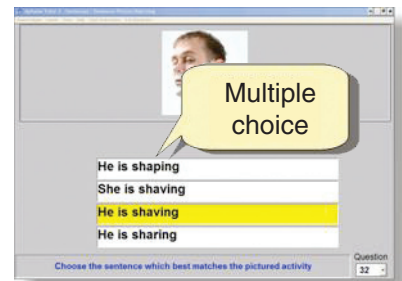 Multiple
choice
He is shaping
She is shaving
He is shaving
He is sharing
Choose the sentence which best matches the pictured activity
Question
32